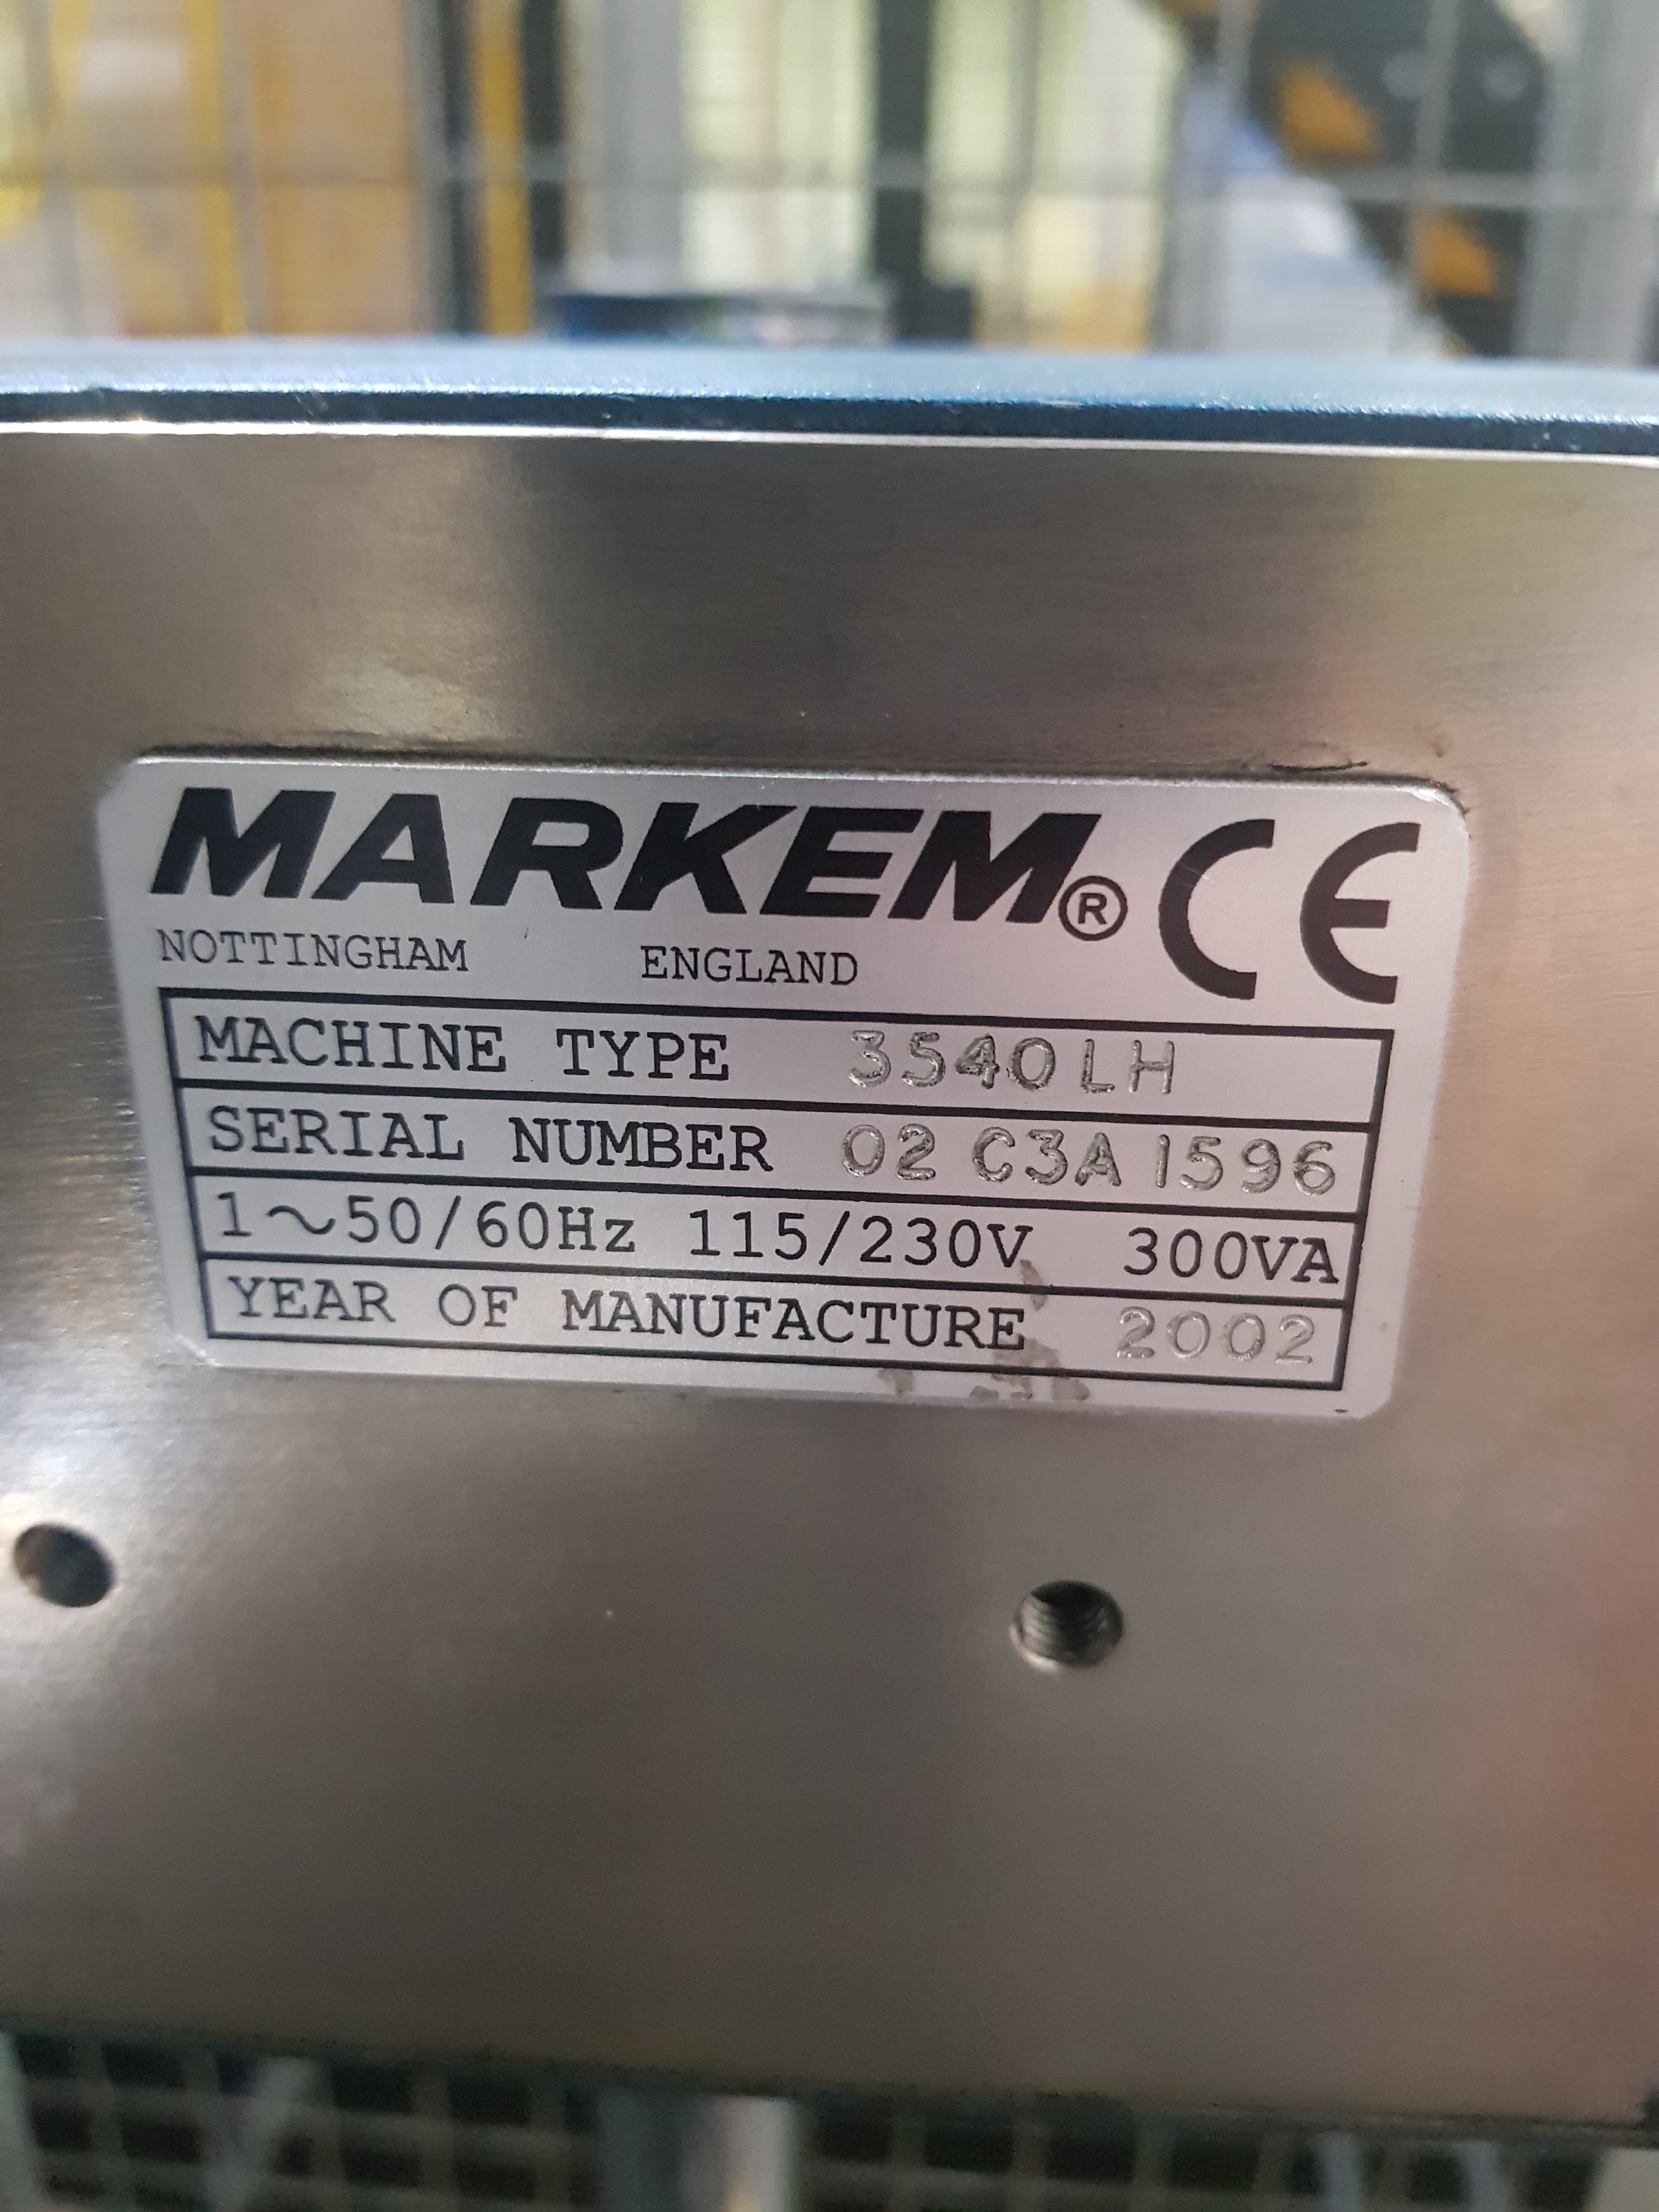 MARKEM® CE
NOTTINGHAM ENGLAND
MACHINE TYPE 3540LH
SERIAL NUMBER 02 C3A 1596
1~50/60Hz 115/230V 300VA
YEAR OF MANUFACTURE 2002